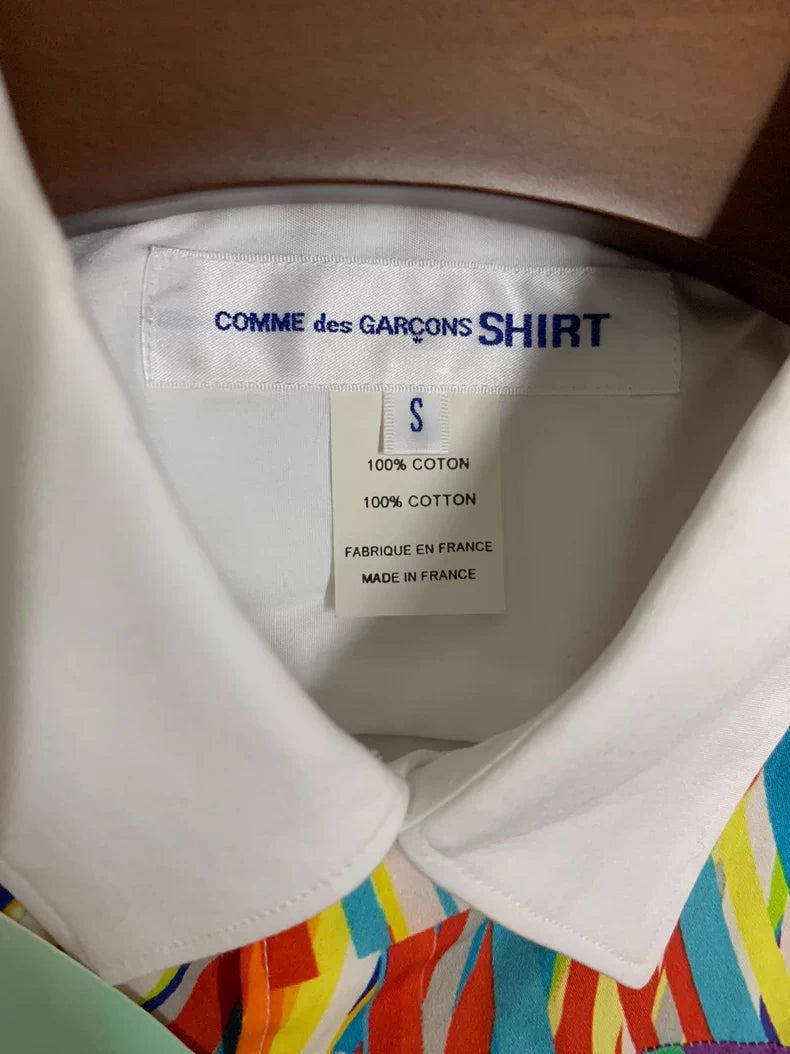 COMME des GARÇONS SHIRT
S
100% COTON
100% COTTON
FABRIQUE EN FRANCE
MADE IN FRANCE